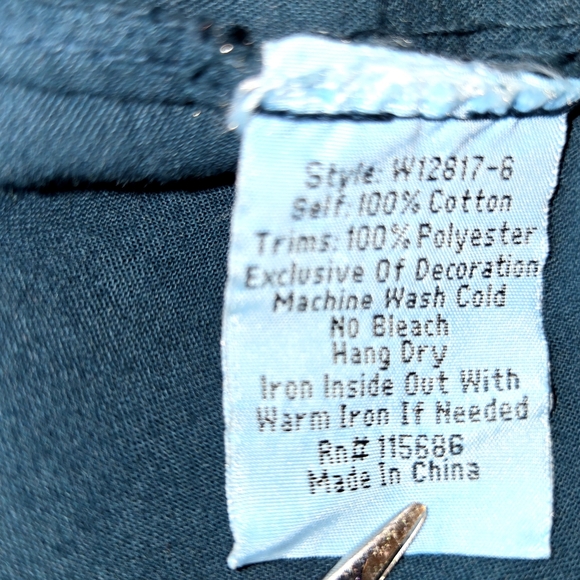 Style: W12817-6
Self: 100% Cotton
Trims: 100% Polyester
Exclusive Of Decoration
Machine Wash Cold
No Bleach
Hang Dry
Iron Inside Out With
Warm Iron If Needed
Rn# 115686
Made In China